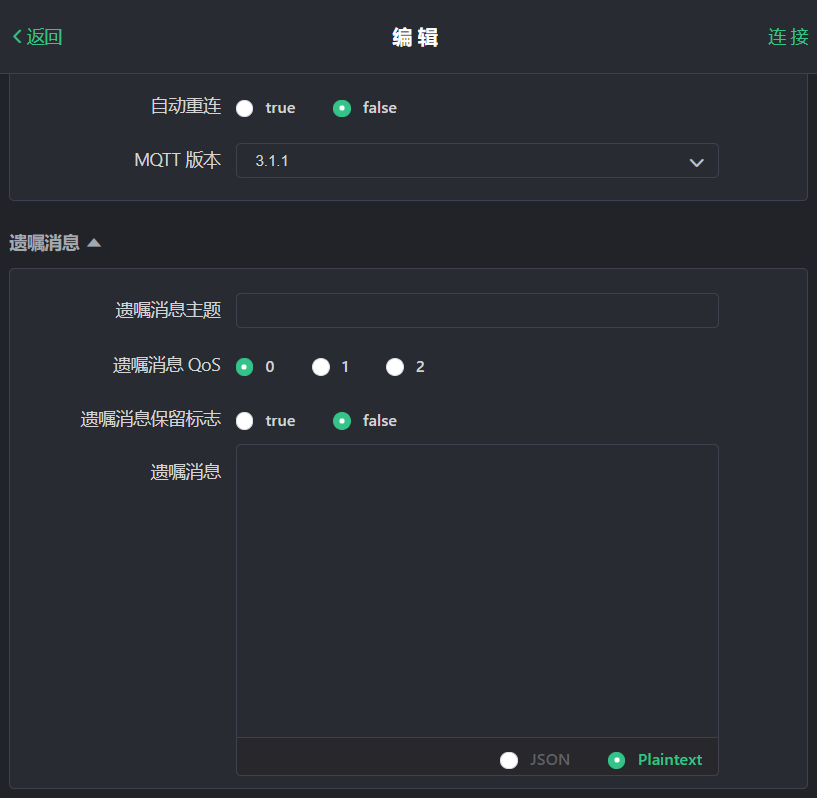 返回 编辑 连接
自动重连 true false
MQTT 版本 3.1.1
遗嘱消息
遗嘱消息主题
遗嘱消息 QoS 0 1 2
遗嘱消息保留标志 true false
遗嘱消息
JSON Plaintext